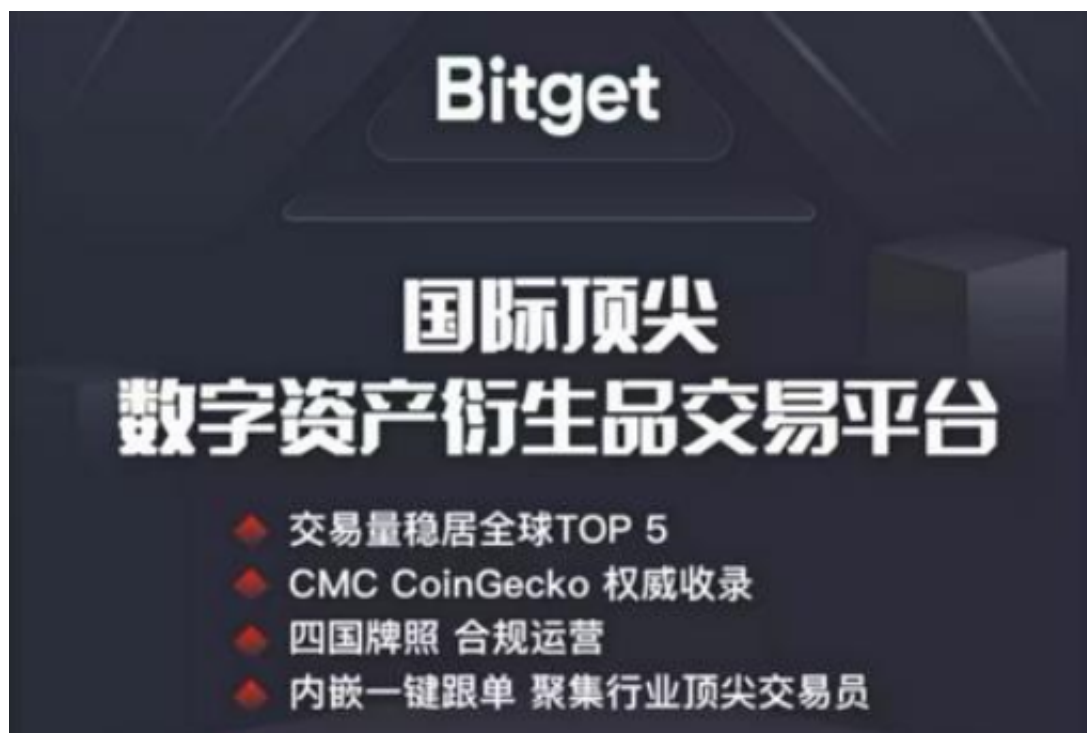 Bitget
国际顶尖
数字资产衍生品交易平台
交易量稳居全球TOP 5
CMC CoinGecko 权威收录
四国牌照 合规运营
内嵌一键跟单 聚集行业顶尖交易员